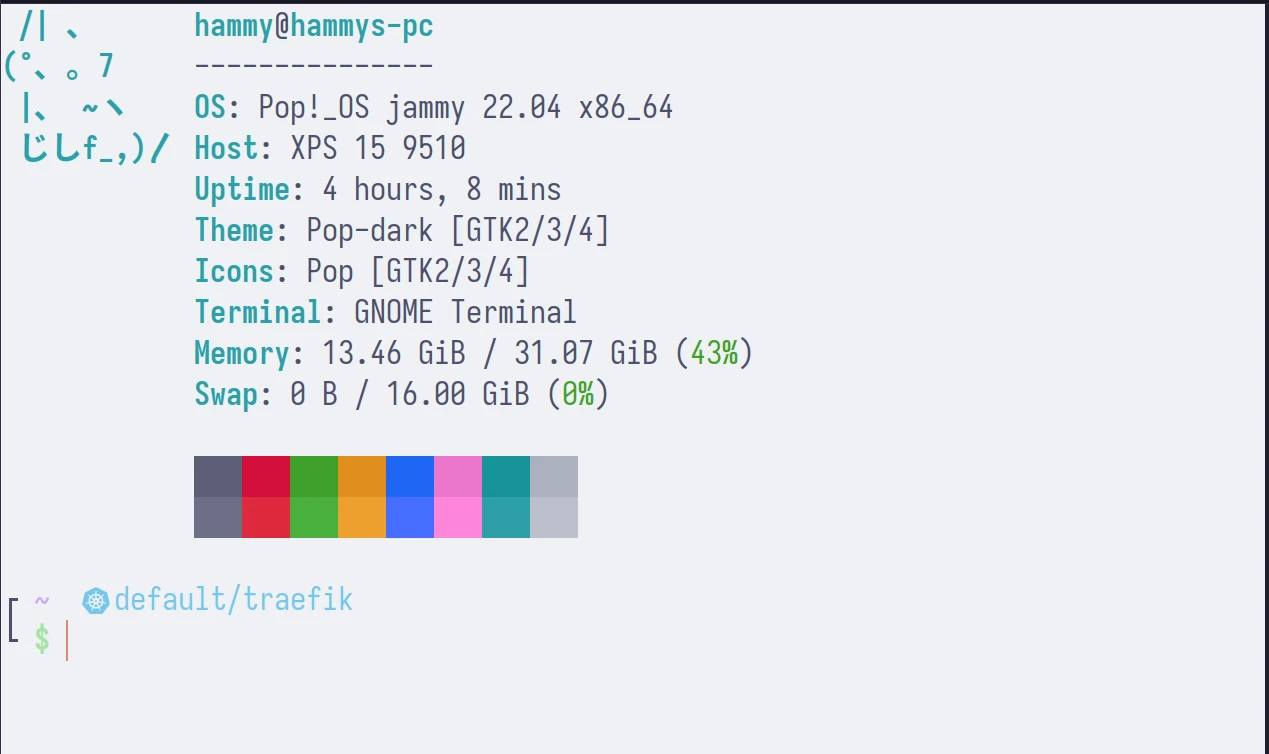 /| 、 hammy@hammys-pc
(°、 。7 ---------------
|、 ~ヽ OS: Pop!_OS jammy 22.04 x86_64
じしf_,)/ Host: XPS 15 9510
Uptime: 4 hours, 8 mins
Theme: Pop-dark [GTK2/3/4]
Icons: Pop [GTK2/3/4]
Terminal: GNOME Terminal
Memory: 13.46 GiB / 31.07 GiB (43%)
Swap: 0 B / 16.00 GiB (0%)
~ default/traefik
$